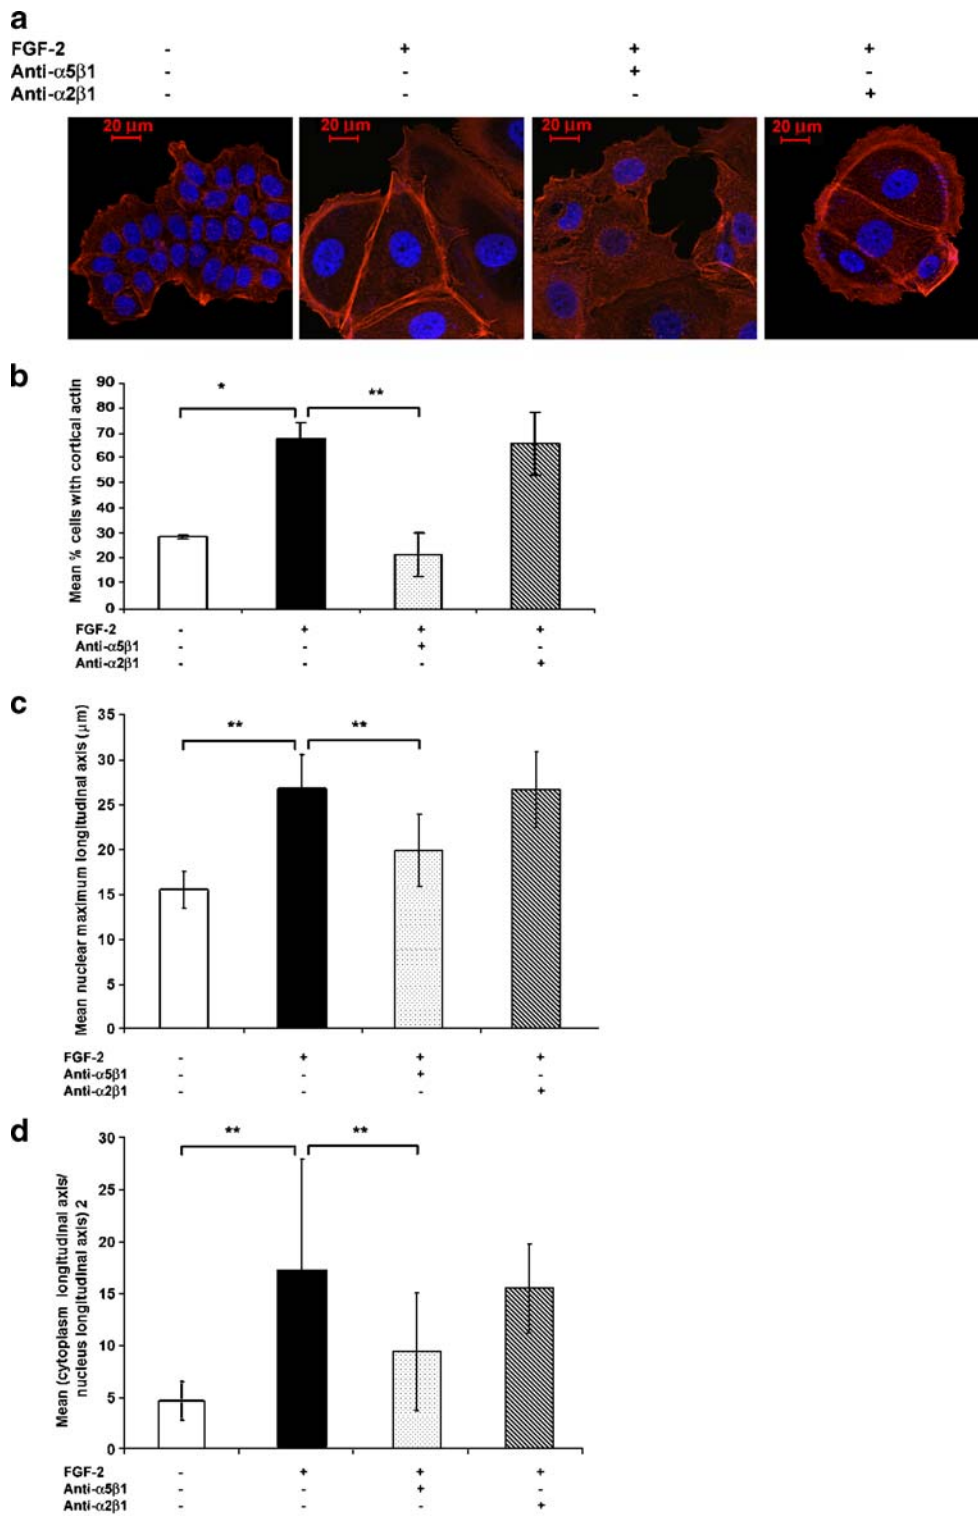 a
FGF-2 - + + +
Anti-α5β1 - - + -
Anti-α2β1 - - - +
20 µm 20 µm 20 µm 20 µm
b
Mean % cells with cortical actin
90
80
70
60
50
40
30
20
10
0
* **
FGF-2 - + + +
Anti-α5β1 - - + -
Anti-α2β1 - - - +
c
Mean nuclear maximum longitudinal axis (µm)
35
30
25
20
15
10
5
0
** **
FGF-2 - + + +
Anti-α5β1 - - + -
Anti-α2β1 - - - +
d
Mean (cytoplasm longitudinal axis/
nucleus longitudinal axis) 2
30
25
20
15
10
5
0
** **
FGF-2 - + + +
Anti-α5β1 - - + -
Anti-α2β1 - - - +